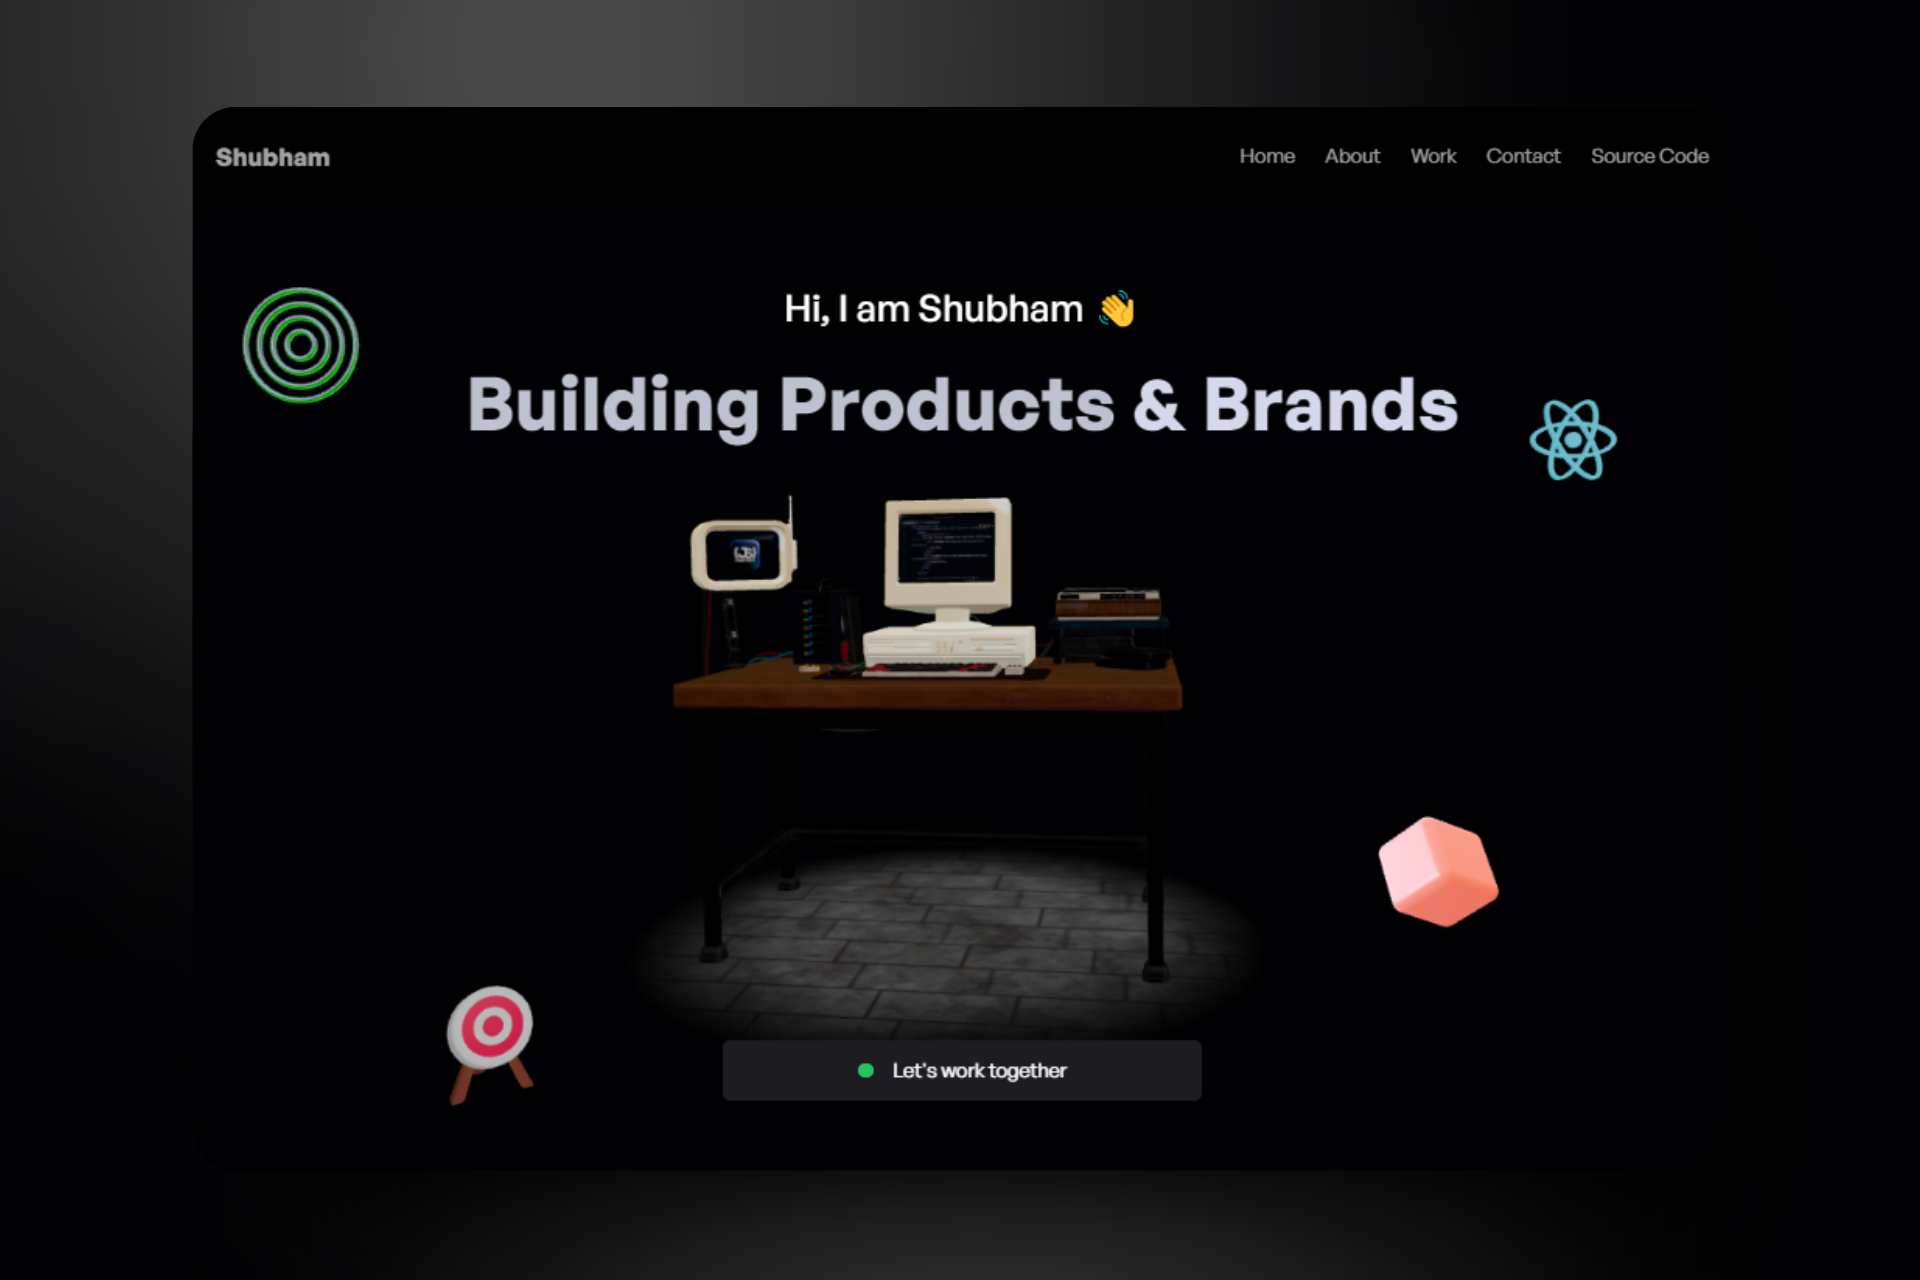 Shubham
Home About Work Contact Source Code
Hi, I am Shubham 👋
Building Products & Brands
Let's work together